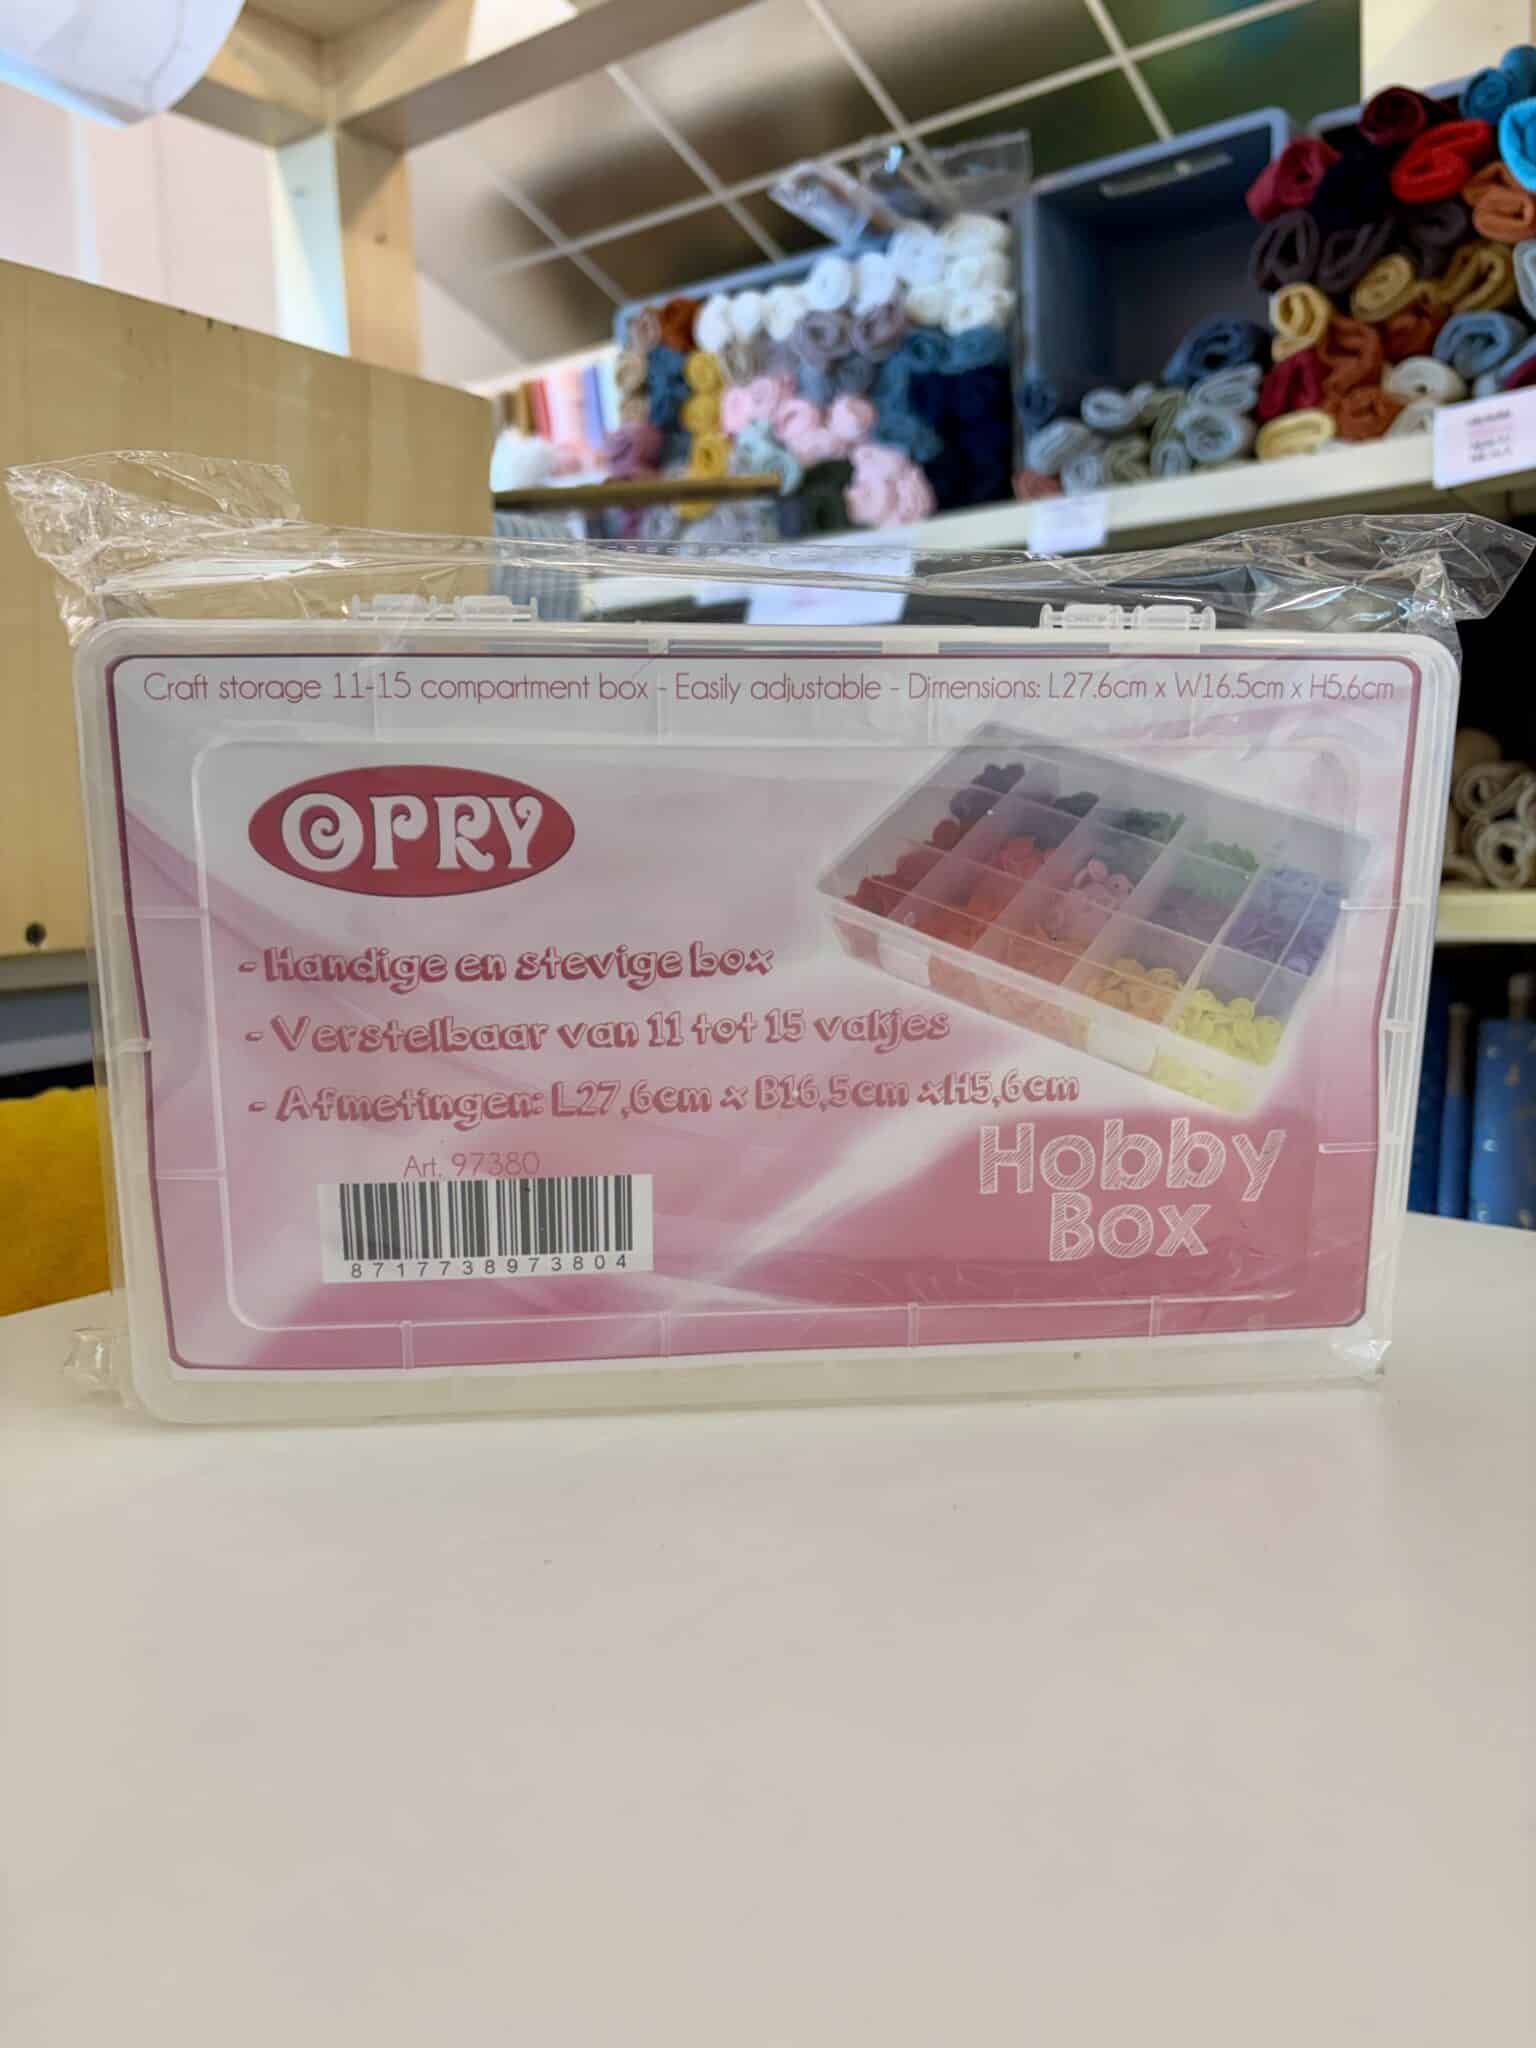 Craft storage 11-15 compartment box - Easily adjustable - Dimensions: L27.6cm x W16.5cm x H5.6cm
OPRY
- Handige en stevige box
- Verstelbaar van 11 tot 15 vakjes
- Afmetingen: L27,6cm x B16,5cm xH5,6cm
Art. 97380
8717738973804
Hobby
Box